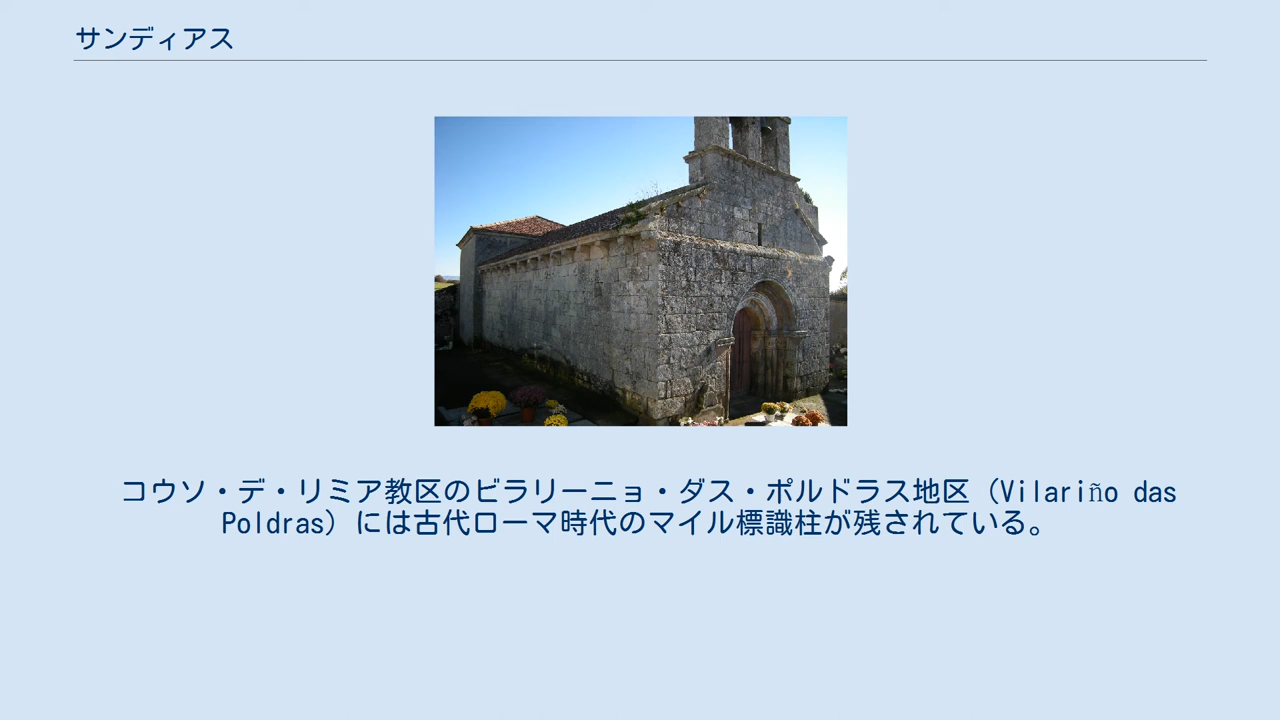 サンディアス
コウソ・デ・リミア教区のビラリーニョ・ダス・ポルドラス地区（Vilariño das
Poldras）には古代ローマ時代のマイル標識柱が残されている。